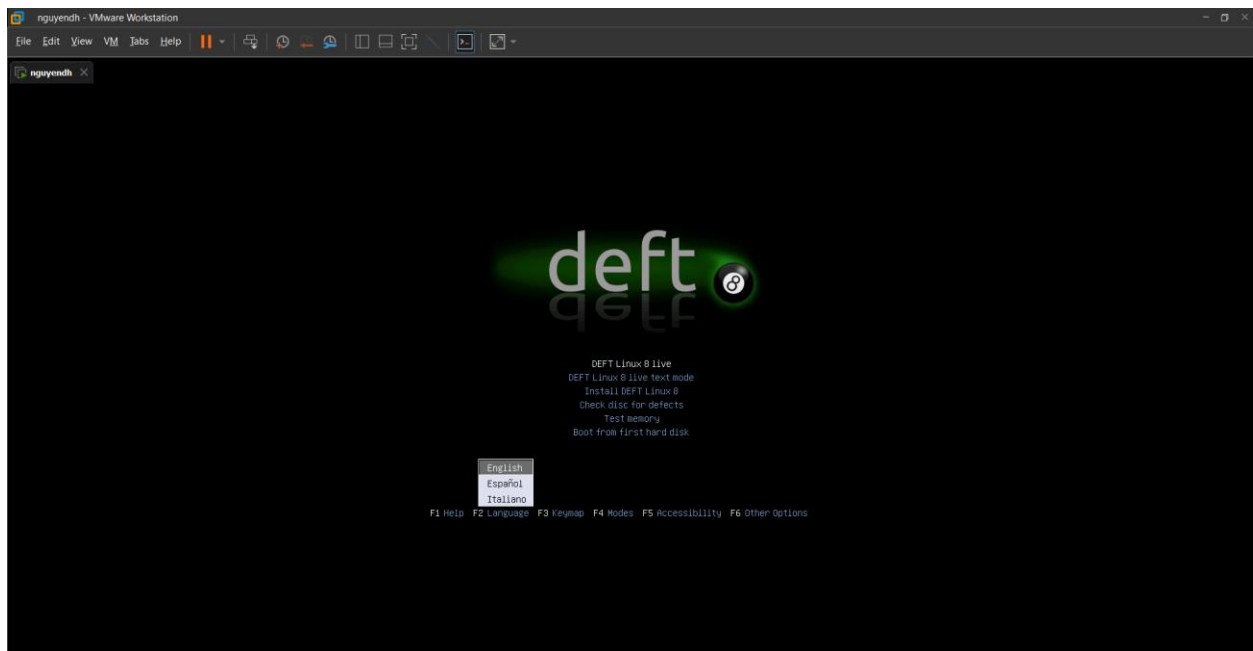 nguyendh - VMware Workstation
File Edit View VM Tabs Help
nguyendh
deft 8
DEFT Linux 8 live
DEFT Linux 8 live text mode
Install DEFT Linux 8
Check disc for defects
Test memory
Boot from first hard disk
English
Español
Italiano
F1 Help F2 Language F3 Keymap F4 Modes F5 Accessibility F6 Other Options